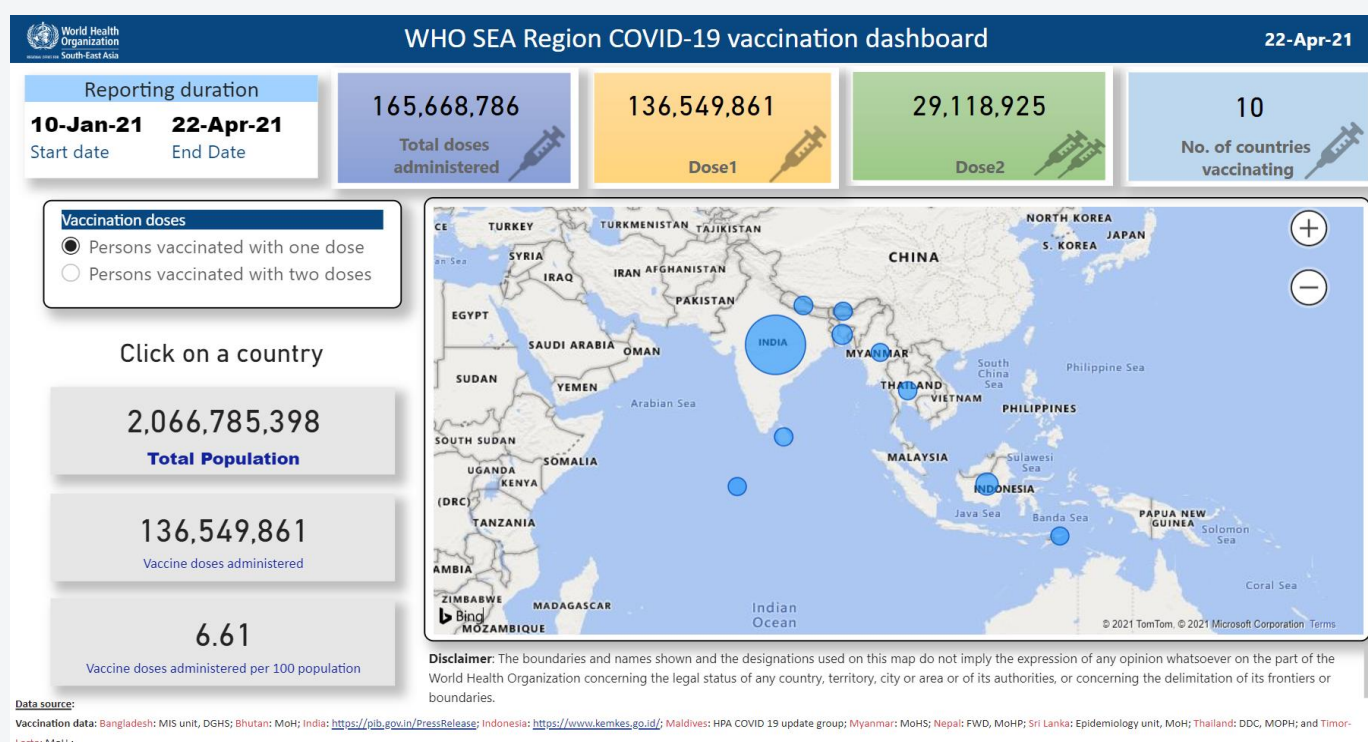 World Health
Organization
South-East Asia
WHO SEA Region COVID-19 vaccination dashboard
22-Apr-21
Reporting duration
10-Jan-21 22-Apr-21
Start date End Date
165,668,786
Total doses
administered
136,549,861
Dose1
29,118,925
Dose2
10
No. of countries
vaccinating
Vaccination doses
Persons vaccinated with one dose
Persons vaccinated with two doses
Click on a country
2,066,785,398
Total Population
136,549,861
Vaccine doses administered
6.61
Vaccine doses administered per 100 population
CE
TURKEY
TURKMENISTAN
TAJIKISTAN
NORTH KOREA
JAPAN
S. KOREA
an Sea
SYRIA
IRAQ
IRAN
AFGHANISTAN
CHINA
PAKISTAN
EGYPT
SAUDI ARABIA
OMAN
INDIA
MYANMAR
South
China
Sea
Philippine Sea
SUDAN
YEMEN
Arabian Sea
THAILAND
VIETNAM
PHILIPPINES
SOUTH SUDAN
SOMALIA
UGANDA
KENYA
MALAYSIA
Sulawesi
Sea
(DRC)
INDONESIA
TANZANIA
Java Sea
Banda Sea
PAPUA NEW
GUINEA
Solomon
Sea
AMBIA
Coral Sea
ZIMBABWE
MADAGASCAR
Indian
Ocean
Bing
MOZAMBIQUE
© 2021 TomTom, © 2021 Microsoft Corporation Terms
Disclaimer: The boundaries and names shown and the designations used on this map do not imply the expression of any opinion whatsoever on the part of the
World Health Organization concerning the legal status of any country, territory, city or area or of its authorities, or concerning the delimitation of its frontiers or
boundaries.
Data source:
Vaccination data: Bangladesh: MIS unit, DGHS; Bhutan: MoH; India: https://pib.gov.in/PressRelease; Indonesia: https://www.kemkes.go.id/; Maldives: HPA COVID 19 update group; Myanmar: MoHS; Nepal: FWD, MoHP; Sri Lanka: Epidemiology unit, MoH; Thailand: DDC, MOPH; and Timor-